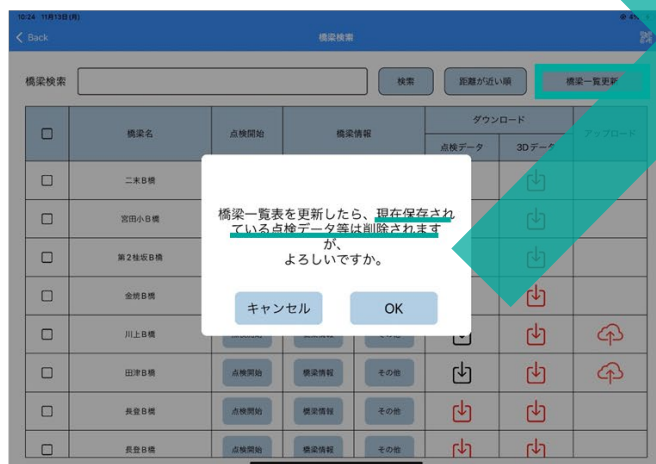 10:24 11月13日(月)
Back
橋梁検索
橋梁検索
検索
距離が近い順
橋梁一覧更新
橋梁名
点検開始
橋梁情報
ダウンロード
アップロード
点検データ
3Dデータ
二末B橋
宮田小B橋
第2桂坂B橋
金焼B橋
川上B橋
田津B橋
点検開始
橋梁情報
その他
長登B橋
点検開始
橋梁情報
その他
長登B橋
点検開始
橋梁情報
その他
橋梁一覧表を更新したら、現在保存され
ている点検データ等は削除されます
が、
よろしいですか。
キャンセル
OK